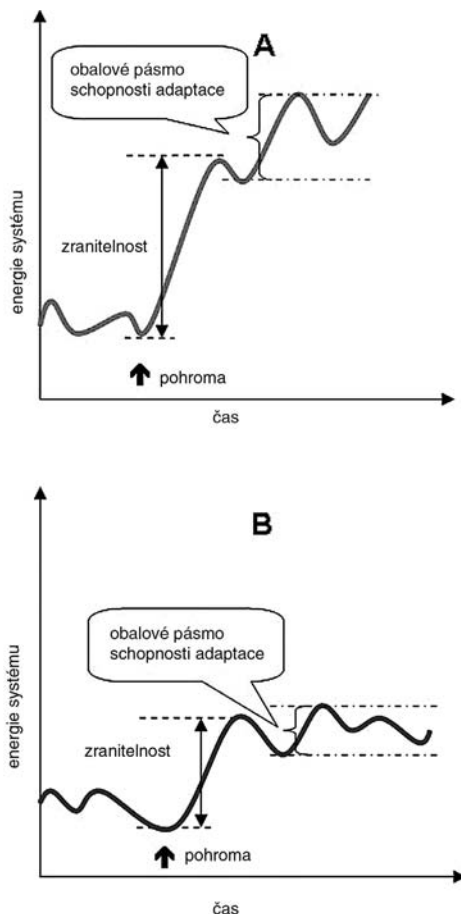 A
obalové pásmo
schopnosti adaptace
zranitelnost
energie systému
pohroma
čas
B
obalové pásmo
schopnosti adaptace
zranitelnost
energie systému
pohroma
čas